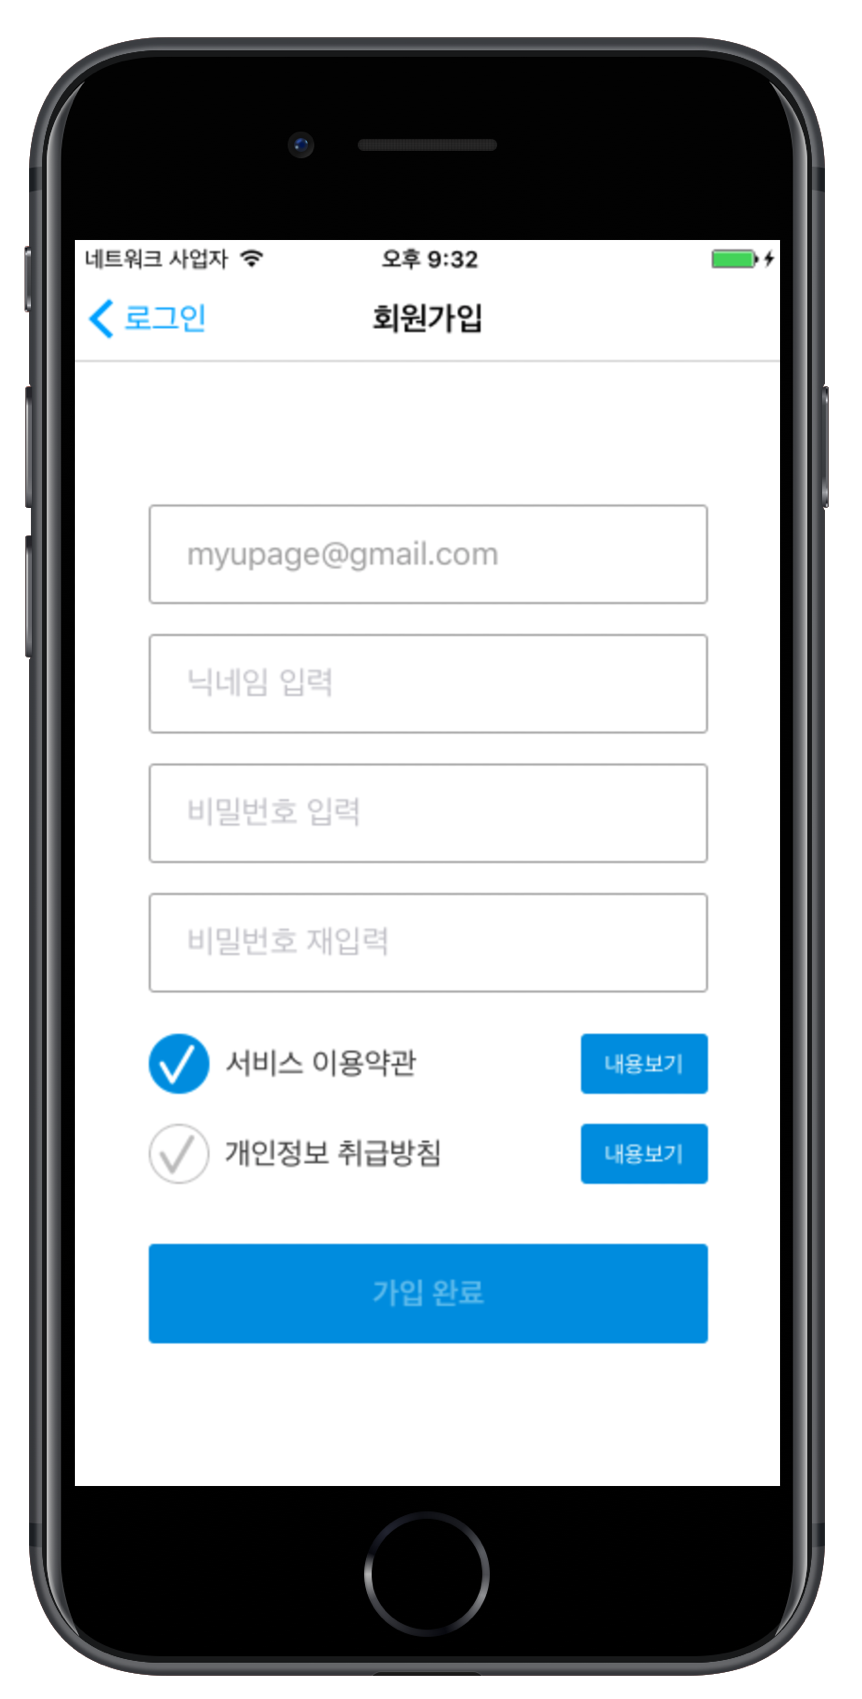 네트워크 사업자 오후 9:32
로그인 회원가입
myupage@gmail.com
닉네임 입력
비밀번호 입력
비밀번호 재입력
서비스 이용약관 내용보기
개인정보 취급방침 내용보기
가입 완료